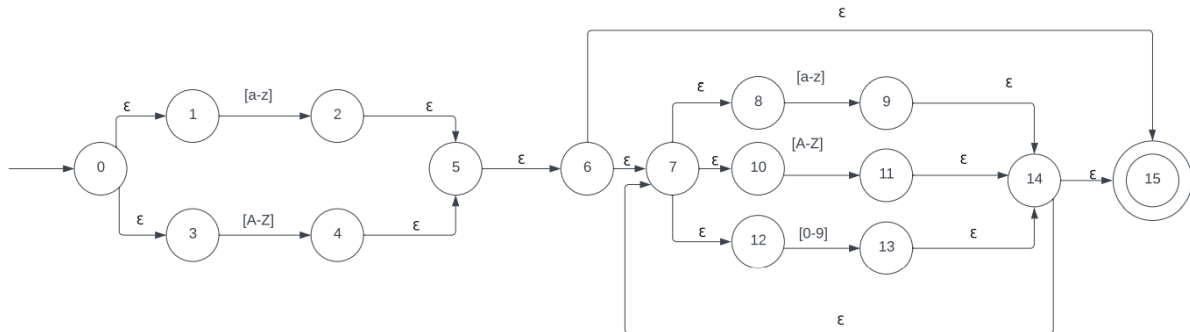 ε
[a-z] [a-z]
ε 1 2 ε ε 8 9 ε
[A-Z]
0 5 ε 6 ε 7 ε 10 11 ε 14 ε 15
ε 3 [A-Z] 4 ε ε 12 [0-9] 13 ε
ε